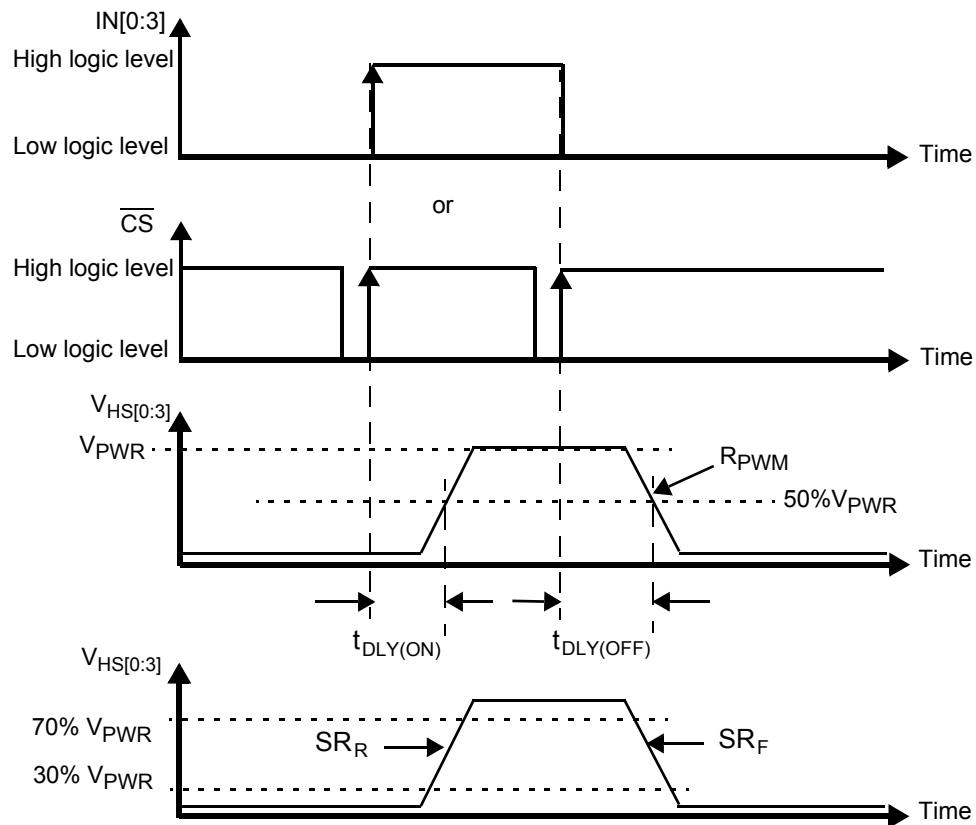 IN[0:3]
High logic level
Low logic level
Time
or
CS
High logic level
Low logic level
Time
VHS[0:3]
VPWR
RPWM
50%VPWR
Time
tDLY(ON)
tDLY(OFF)
VHS[0:3]
70% VPWR
SRR
SRF
30% VPWR
Time